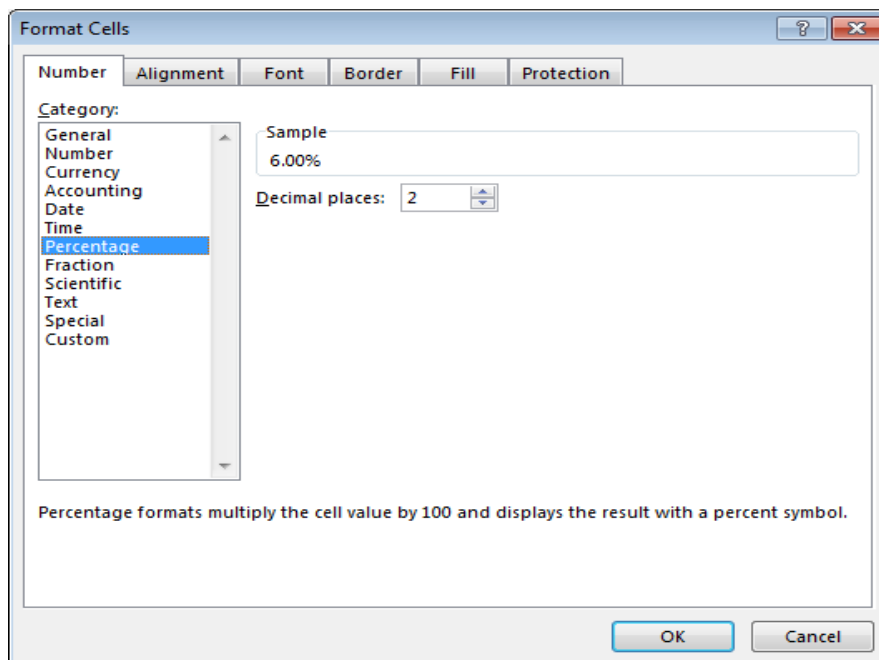 Format Cells
Number Alignment Font Border Fill Protection
Category:
General
Number
Currency
Accounting
Date
Time
Percentage
Fraction
Scientific
Text
Special
Custom
Sample
6.00%
Decimal places: 2
Percentage formats multiply the cell value by 100 and displays the result with a percent symbol.
OK Cancel